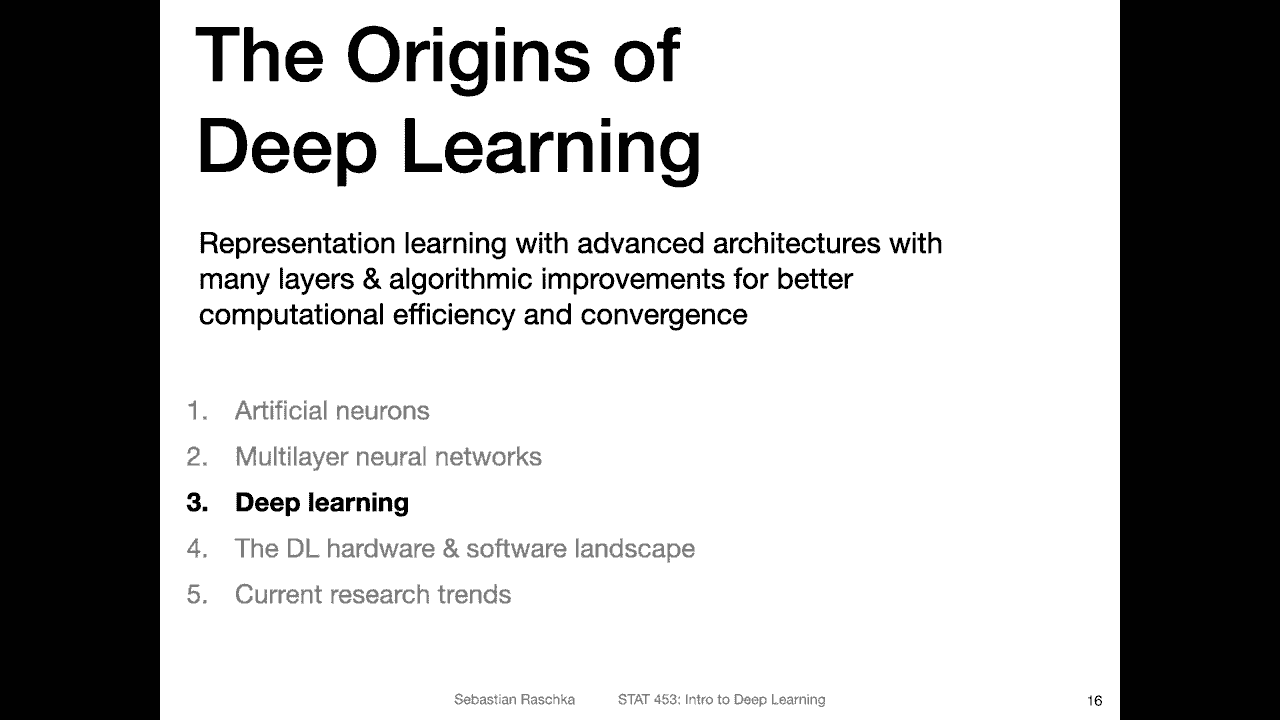 The Origins of
Deep Learning
Representation learning with advanced architectures with
many layers & algorithmic improvements for better
computational efficiency and convergence
1. Artificial neurons
2. Multilayer neural networks
3. Deep learning
4. The DL hardware & software landscape
5. Current research trends
Sebastian Raschka STAT 453: Intro to Deep Learning 16